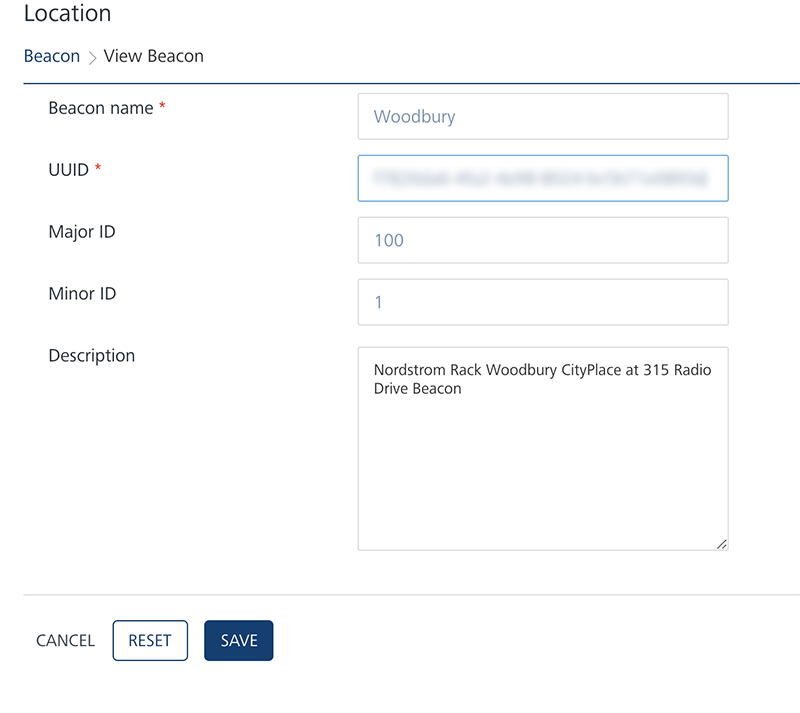 Location
Beacon > View Beacon
Beacon name *
Woodbury
UUID *
Major ID
100
Minor ID
1
Description
Nordstrom Rack Woodbury CityPlace at 315 Radio
Drive Beacon
CANCEL RESET SAVE